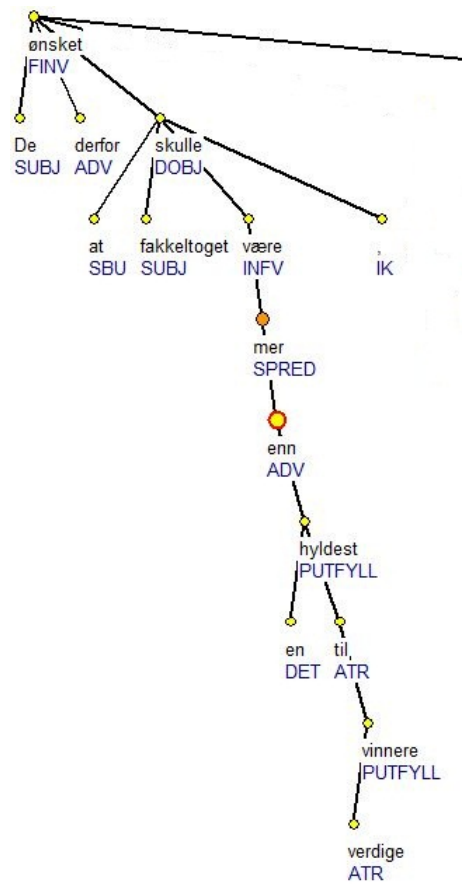 ønsket
FINV
De derfor skulle
SUBJ ADV DOBJ
at fakkeltoget være ,
SBU SUBJ INFV IK
mer
SPRED
enn
ADV
hyldest
PUTFYLL
en til
DET ATR
vinnere
PUTFYLL
verdige
ATR